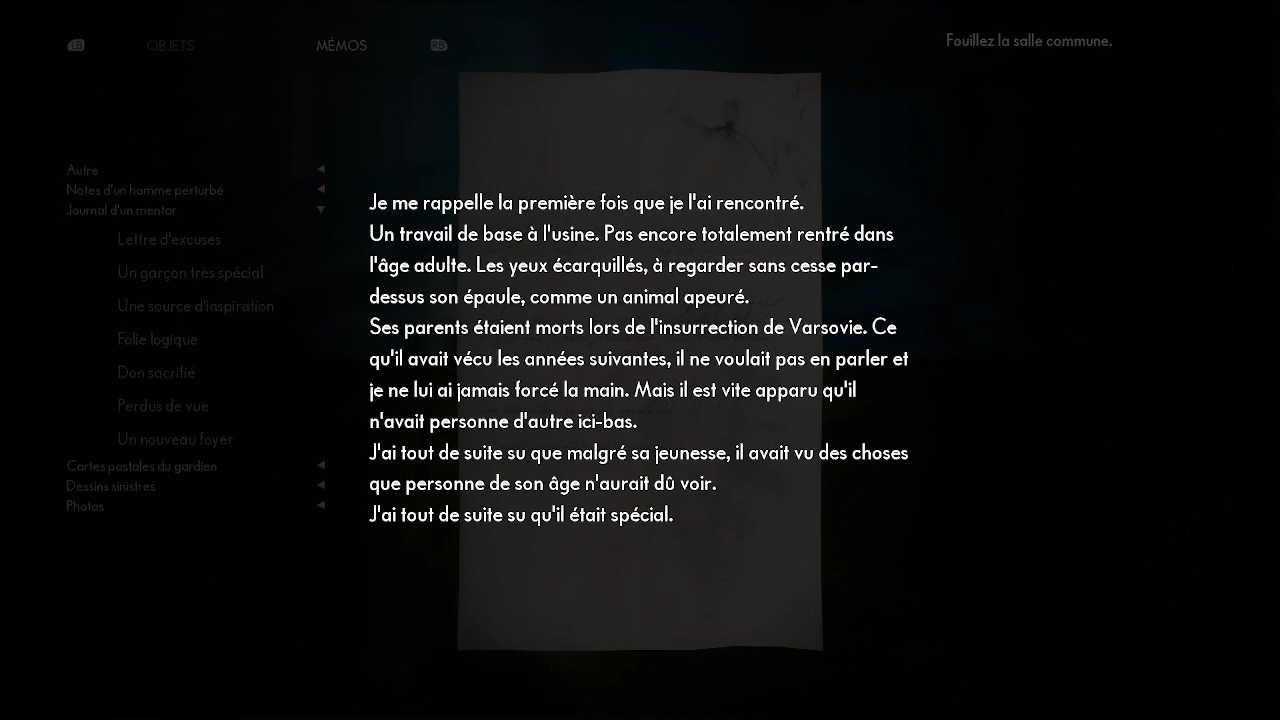 LB OBJETS MÉMOS RB
Fouillez la salle commune.
Autre
Notes d'un homme perturbé
Journal d'un mentor
Lettre d'excuses
Un garçon très spécial
Une source d'inspiration
Folie logique
Don sacrifié
Perdus de vue
Un nouveau foyer
Cartes postales du gardien
Dessins sinistres
Photos
Je me rappelle la première fois que je l'ai rencontré.
Un travail de base à l'usine. Pas encore totalement rentré dans
l'âge adulte. Les yeux écarquillés, à regarder sans cesse par-
dessus son épaule, comme un animal apeuré.
Ses parents étaient morts lors de l'insurrection de Varsovie. Ce
qu'il avait vécu les années suivantes, il ne voulait pas en parler et
je ne lui ai jamais forcé la main. Mais il est vite apparu qu'il
n'avait personne d'autre ici-bas.
J'ai tout de suite su que malgré sa jeunesse, il avait vu des choses
que personne de son âge n'aurait dû voir.
J'ai tout de suite su qu'il était spécial.